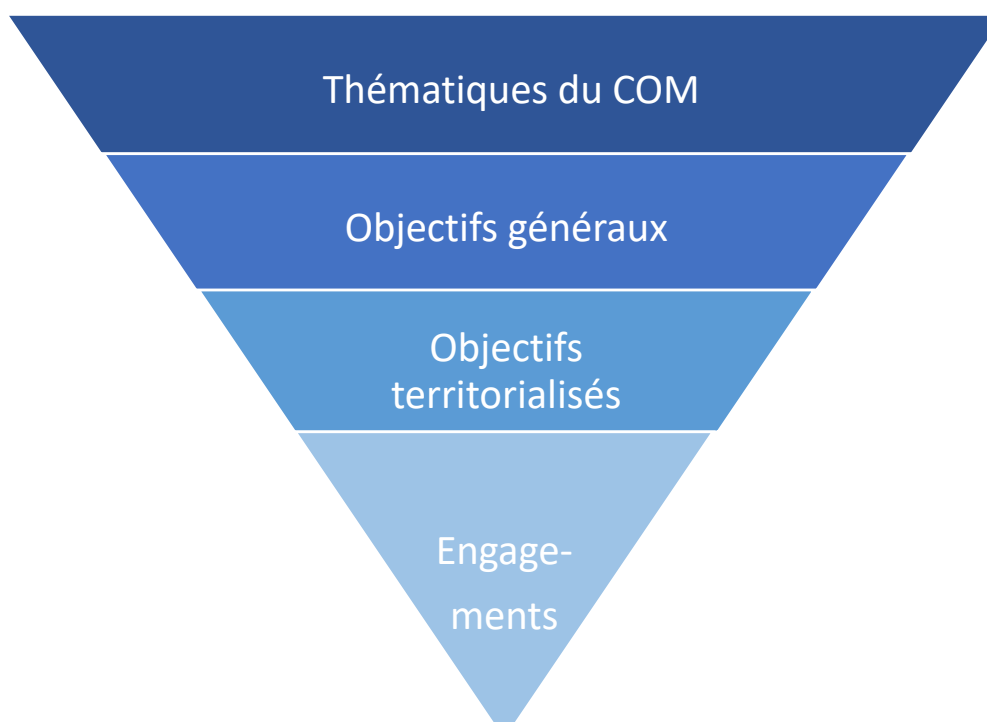 Thématiques du COM
Objectifs généraux
Objectifs
territorialisés
Engage-
ments